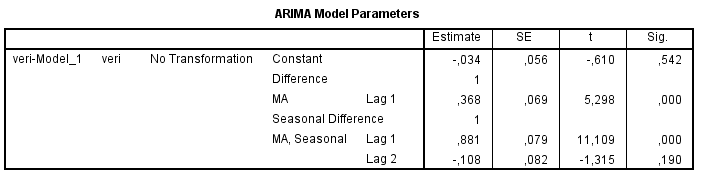 ARIMA Model Parameters
Estimate SE t Sig.
veri-Model_1 veri No Transformation Constant -,034 ,056 -,610 ,542
Difference 1
MA Lag 1 ,368 ,069 5,298 ,000
Seasonal Difference 1
MA, Seasonal Lag 1 ,881 ,079 11,109 ,000
Lag 2 -,108 ,082 -1,315 ,190